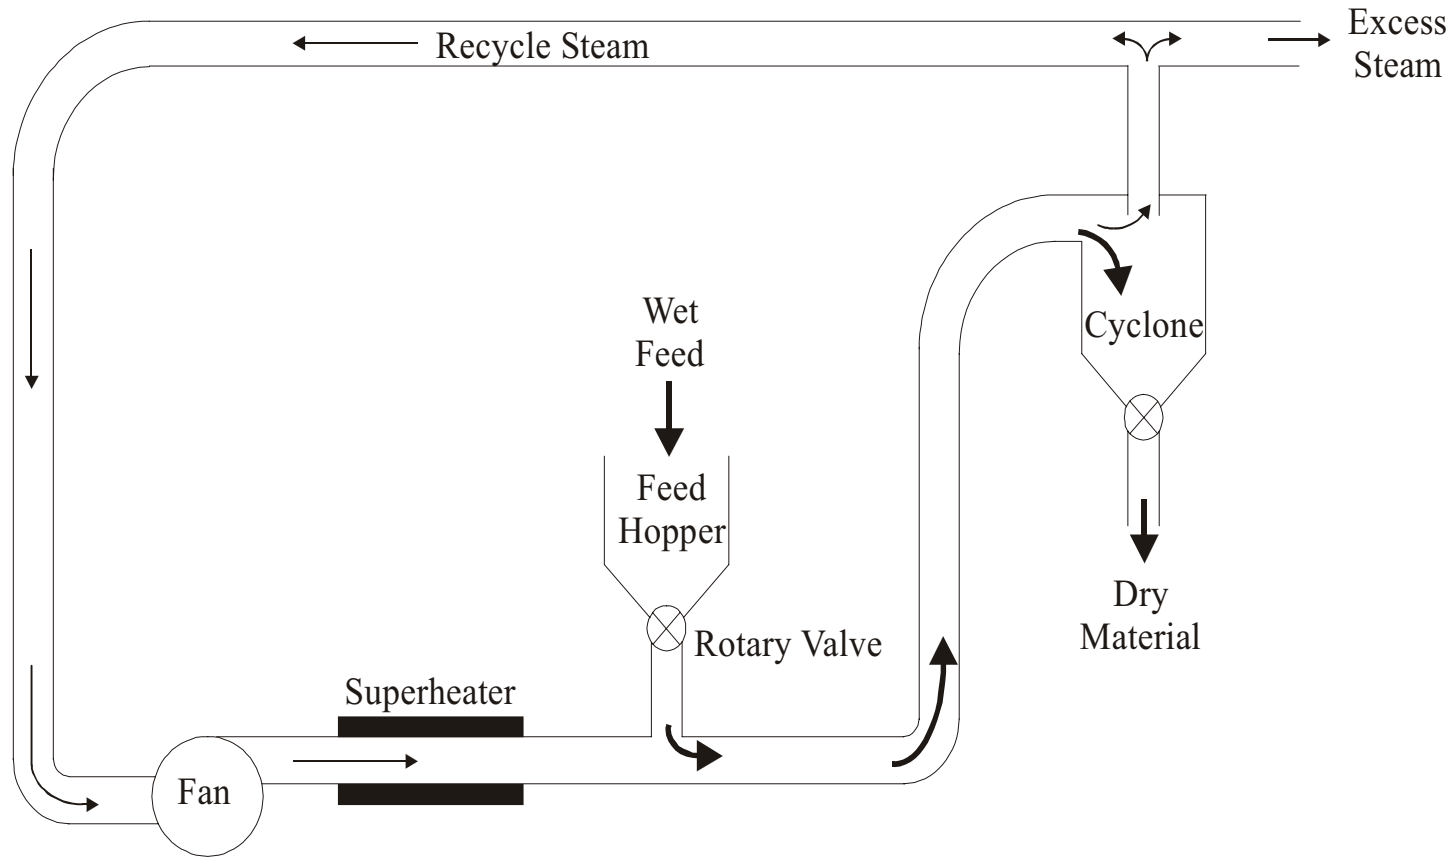 Excess
Steam
Recycle Steam
Wet
Feed
Cyclone
Feed
Hopper
Dry
Material
Rotary Valve
Superheater
Fan